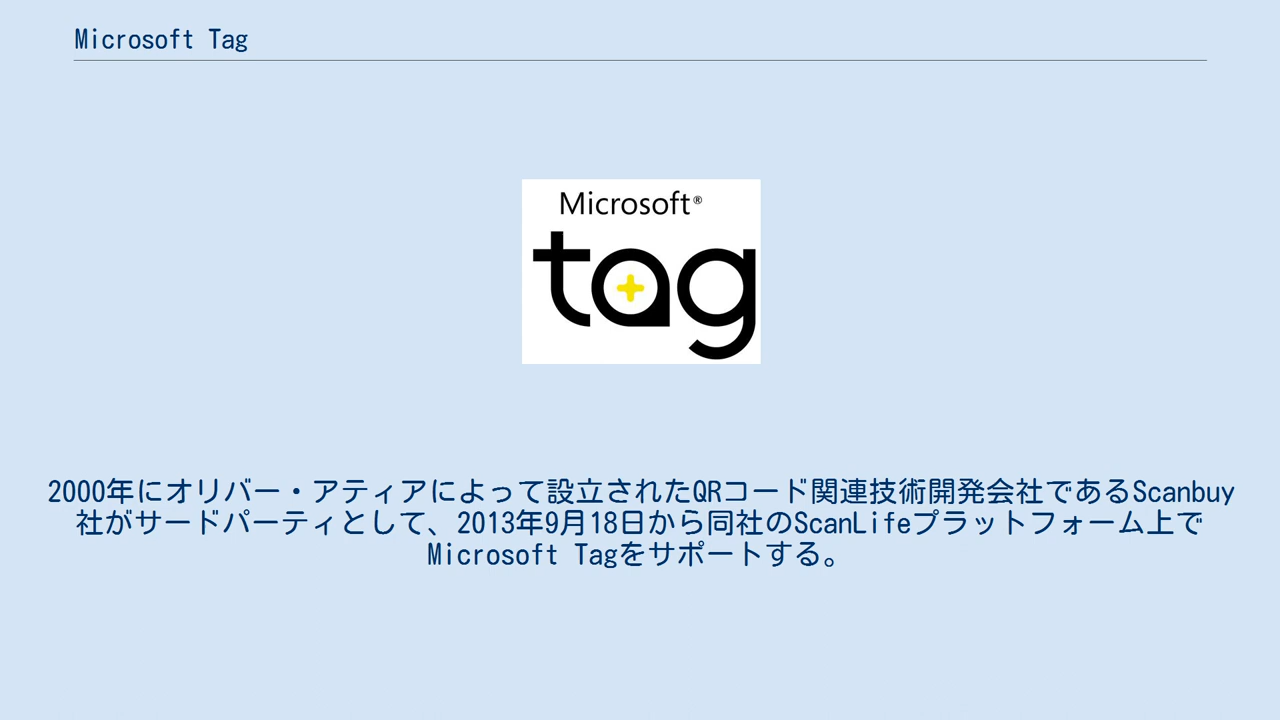 Microsoft Tag
Microsoft®
tag
2000年にオリバー・アティアによって設立されたQRコード関連技術開発会社であるScanbuy
社がサードパーティとして、2013年9月18日から同社のScanLifeプラットフォーム上で
Microsoft Tagをサポートする。